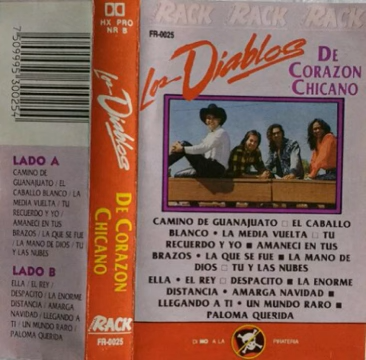 7509995300254
LADO A
CAMINO DE
GUANAJUATO / EL
CABALLO BLANCO / LA
MEDIA VUELTA / TU
RECUERDO Y YO /
AMANECI EN TUS
BRAZOS / LA QUE SE FUE
/ LA MANO DE DIOS / TU
Y LAS NUBES
LADO B
ELLA / EL REY /
DESPACITO / LA ENORME
DISTANCIA / AMARGA
NAVIDAD / LLEGANDO A
TI / UN MUNDO RARO /
PALOMA QUERIDA
HX PRO
NR B
Los Diablos
DE CORAZON
CHICANO
RACK
FR-0025
RACK RACK RACK
FR-0025
Los Diablos
DE
CORAZON
CHICANO
CAMINO DE GUANAJUATO □ EL CABALLO
BLANCO • LA MEDIA VUELTA □ TU
RECUERDO Y YO ■ AMANECI EN TUS
BRAZOS • LA QUE SE FUE ■ LA MANO DE
DIOS □ TU Y LAS NUBES
ELLA • EL REY □ DESPACITO ■ LA ENORME
DISTANCIA • AMARGA NAVIDAD ■
LLEGANDO A TI • UN MUNDO RARO ■
PALOMA QUERIDA
DI NO A LA PIRATERIA